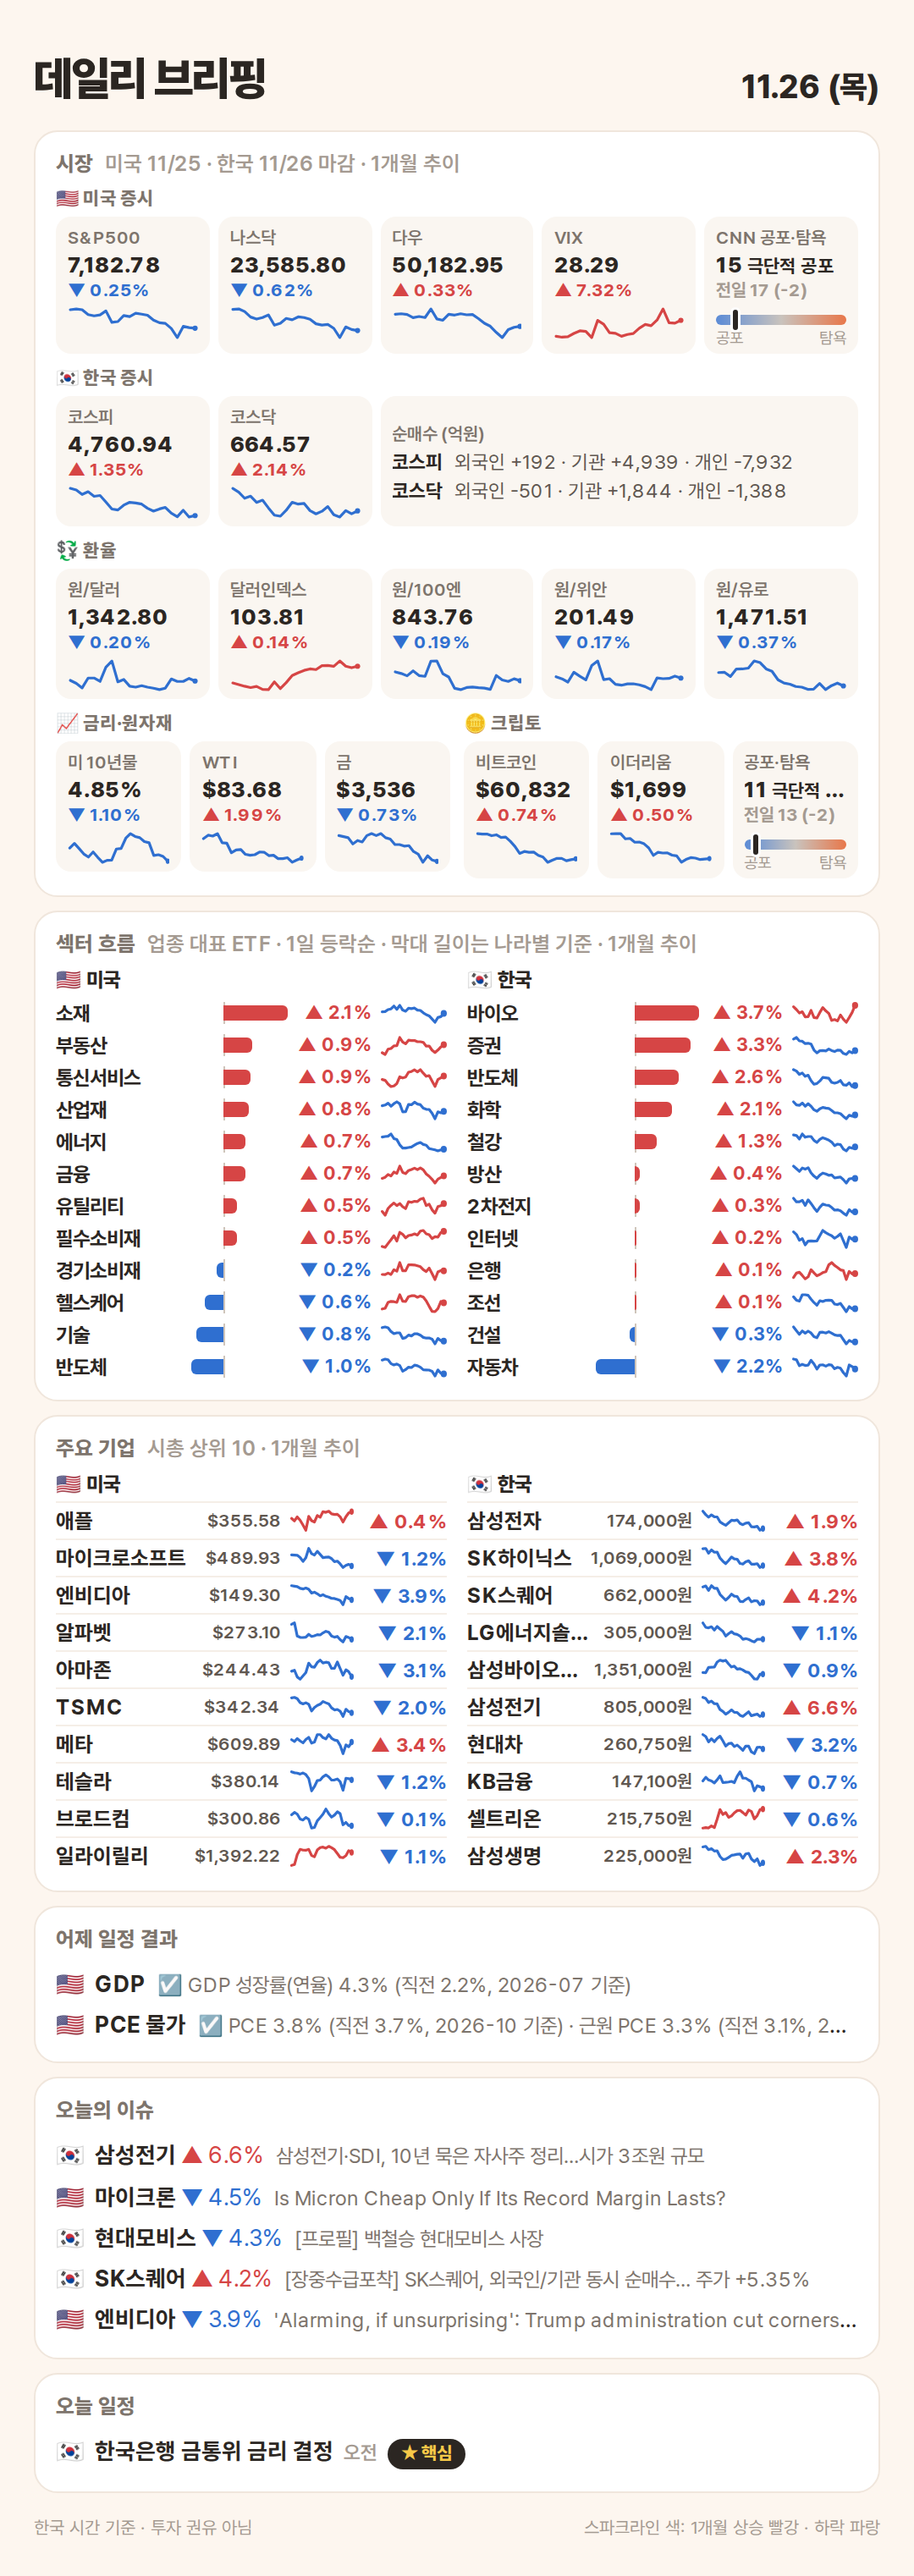 데일리 브리핑
11.26 (목)
시장 미국 11/25 · 한국 11/26 마감 · 1개월 추이
미국 증시
S&P500
7,182.78
▼ 0.25%
나스닥
23,585.80
▼ 0.62%
다우
50,182.95
▲ 0.33%
VIX
28.29
▲ 7.32%
CNN 공포·탐욕
15 극단적 공포
전일 17 (-2)
공포 탐욕
한국 증시
코스피
4,760.94
▲ 1.35%
코스닥
664.57
▲ 2.14%
순매수 (억원)
코스피 외국인 +192 · 기관 +4,939 · 개인 -7,932
코스닥 외국인 -501 · 기관 +1,844 · 개인 -1,388
환율
원/달러
1,342.80
▼ 0.20%
달러인덱스
103.81
▲ 0.14%
원/100엔
843.76
▼ 0.19%
원/위안
201.49
▼ 0.17%
원/유로
1,471.51
▼ 0.37%
금리·원자재
미 10년물
4.85%
▼ 1.10%
WTI
$83.68
▲ 1.99%
금
$3,536
▼ 0.73%
크립토
비트코인
$60,832
▲ 0.74%
이더리움
$1,699
▲ 0.50%
공포·탐욕
11 극단적 ...
전일 13 (-2)
공포 탐욕
섹터 흐름 업종 대표 ETF · 1일 등락순 · 막대 길이는 나라별 기준 · 1개월 추이
미국
소재 ▲ 2.1%
부동산 ▲ 0.9%
통신서비스 ▲ 0.9%
산업재 ▲ 0.8%
에너지 ▲ 0.7%
금융 ▲ 0.7%
유틸리티 ▲ 0.5%
필수소비재 ▲ 0.5%
경기소비재 ▼ 0.2%
헬스케어 ▼ 0.6%
기술 ▼ 0.8%
반도체 ▼ 1.0%
한국
바이오 ▲ 3.7%
증권 ▲ 3.3%
반도체 ▲ 2.6%
화학 ▲ 2.1%
철강 ▲ 1.3%
방산 ▲ 0.4%
2차전지 ▲ 0.3%
인터넷 ▲ 0.2%
은행 ▲ 0.1%
조선 ▲ 0.1%
건설 ▼ 0.3%
자동차 ▼ 2.2%
주요 기업 시총 상위 10 · 1개월 추이
미국
애플 $355.58 ▲ 0.4%
마이크로소프트 $489.93 ▼ 1.2%
엔비디아 $149.30 ▼ 3.9%
알파벳 $273.10 ▼ 2.1%
아마존 $244.43 ▼ 3.1%
TSMC $342.34 ▼ 2.0%
메타 $609.89 ▲ 3.4%
테슬라 $380.14 ▼ 1.2%
브로드컴 $300.86 ▼ 0.1%
일라이릴리 $1,392.22 ▼ 1.1%
한국
삼성전자 174,000원 ▲ 1.9%
SK하이닉스 1,069,000원 ▲ 3.8%
SK스퀘어 662,000원 ▲ 4.2%
LG에너지솔... 305,000원 ▼ 1.1%
삼성바이오... 1,351,000원 ▼ 0.9%
삼성전기 805,000원 ▲ 6.6%
현대차 260,750원 ▼ 3.2%
KB금융 147,100원 ▼ 0.7%
셀트리온 215,750원 ▼ 0.6%
삼성생명 225,000원 ▲ 2.3%
어제 일정 결과
GDP ☑ GDP 성장률(연율) 4.3% (직전 2.2%, 2026-07 기준)
PCE 물가 ☑ PCE 3.8% (직전 3.7%, 2026-10 기준) · 근원 PCE 3.3% (직전 3.1%, 2...
오늘의 이슈
삼성전기 ▲ 6.6% 삼성전기·SDI, 10년 묵은 자사주 정리...시가 3조원 규모
마이크론 ▼ 4.5% Is Micron Cheap Only If Its Record Margin Lasts?
현대모비스 ▼ 4.3% [프로필] 백철승 현대모비스 사장
SK스퀘어 ▲ 4.2% [장중수급포착] SK스퀘어, 외국인/기관 동시 순매수... 주가 +5.35%
엔비디아 ▼ 3.9% 'Alarming, if unsurprising': Trump administration cut corners...
오늘 일정
한국은행 금통위 금리 결정 오전 ★ 핵심
한국 시간 기준 · 투자 권유 아님
스파크라인 색: 1개월 상승 빨강 · 하락 파랑